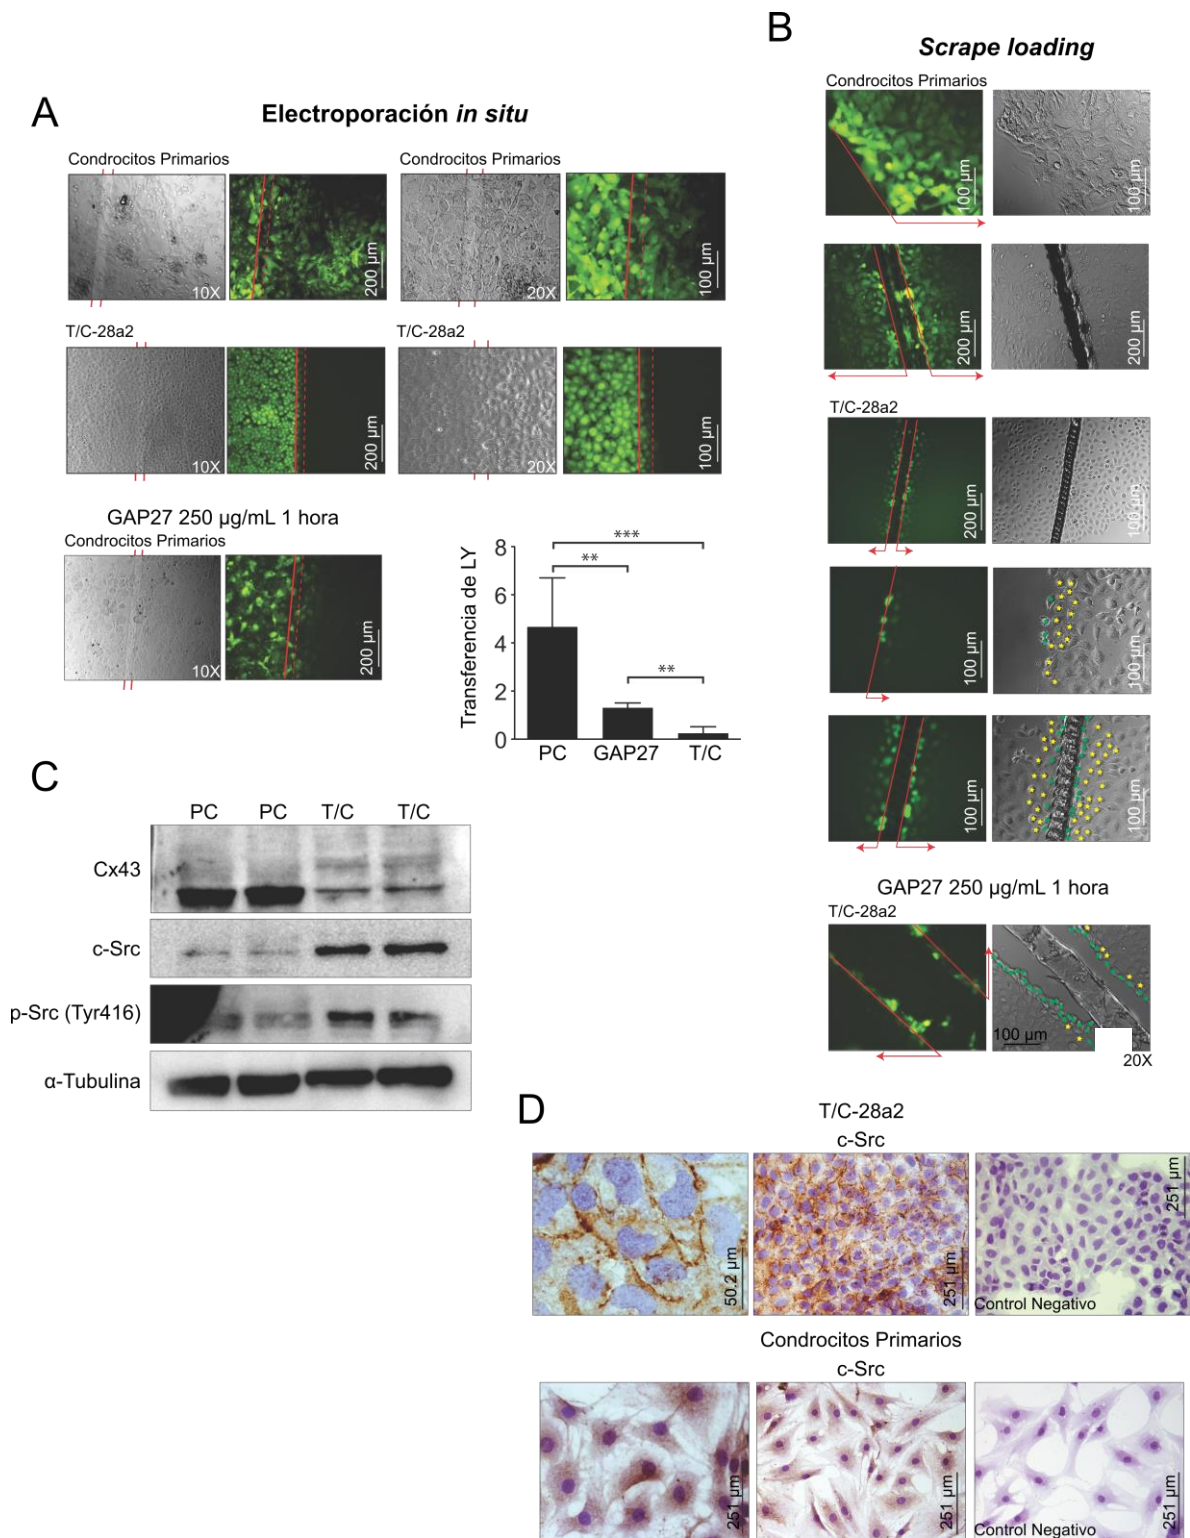 A
Electroporación in situ
Condrocitos Primarios
Condrocitos Primarios
10X
200 µm
20X
100 µm
T/C-28a2
10X
200 µm
20X
100 µm
GAP27 250 µg/mL 1 hora
Condrocitos Primarios
10X
200 µm
Transferencia de LY
8
6
4
2
0
***
**
**
PC
GAP27
T/C
B
Scrape loading
Condrocitos Primarios
100 µm
100 µm
200 µm
200 µm
T/C-28a2
200 µm
100 µm
100 µm
100 µm
100 µm
100 µm
GAP27 250 µg/mL 1 hora
T/C-28a2
100 µm
20X
C
PC PC T/C T/C
Cx43
c-Src
p-Src (Tyr416)
α-Tubulina
D
T/C-28a2
c-Src
50.2 µm
251 µm
251 µm
Control Negativo
Condrocitos Primarios
c-Src
251 µm
251 µm
251 µm
Control Negativo